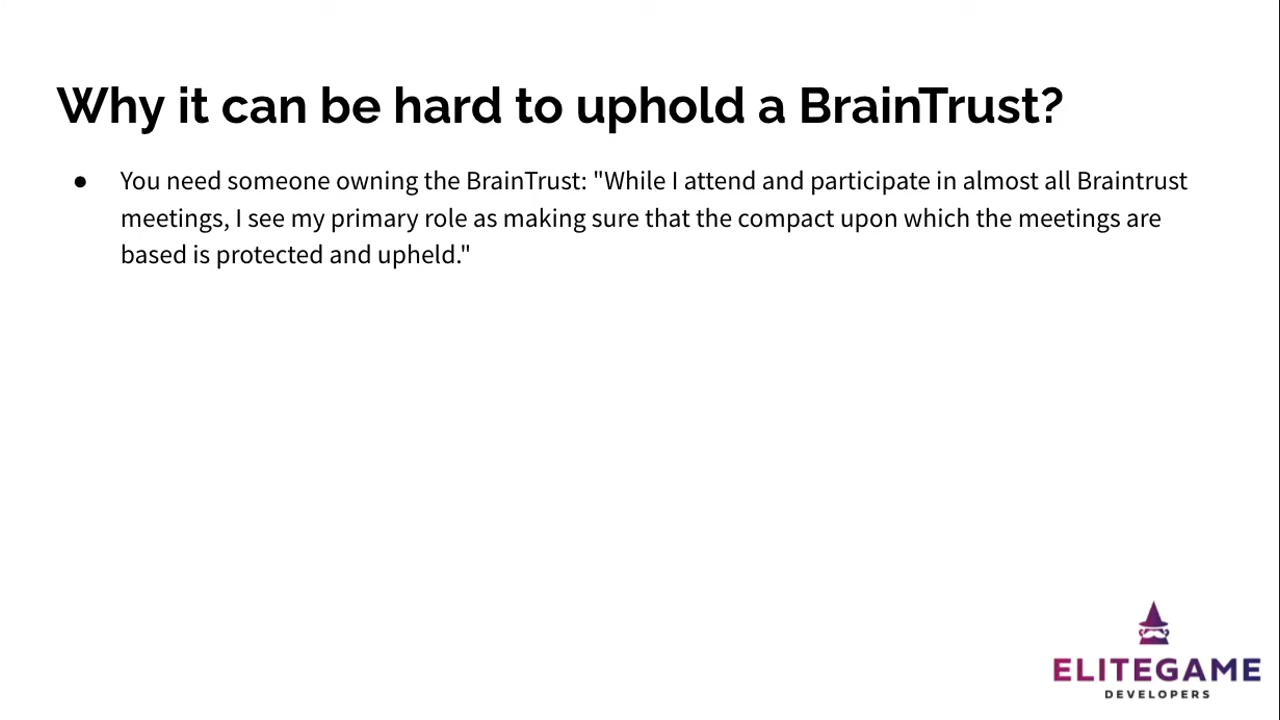 Why it can be hard to uphold a BrainTrust?
● You need someone owning the BrainTrust: "While I attend and participate in almost all Braintrust
meetings, I see my primary role as making sure that the compact upon which the meetings are
based is protected and upheld."
ELITEGAME
DEVELOPERS